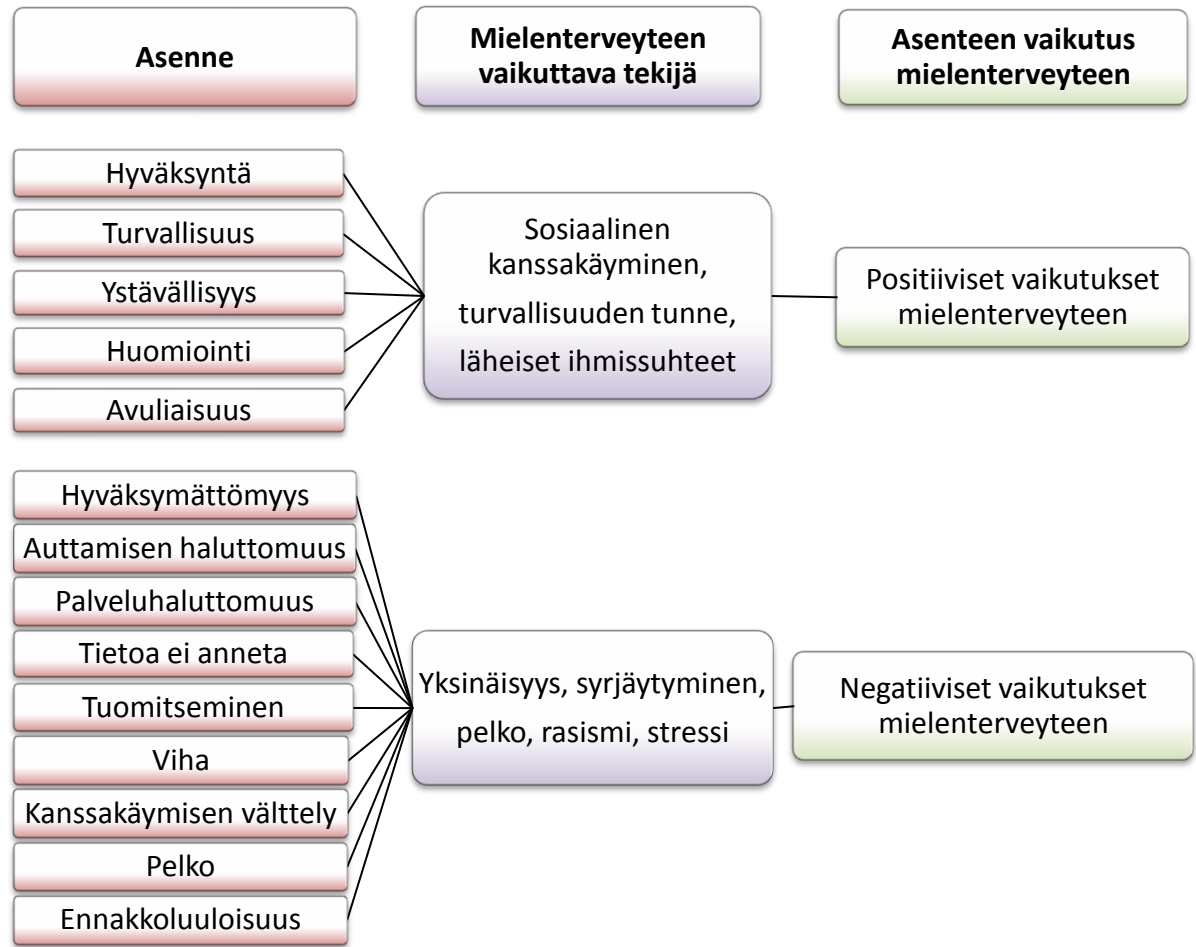 Asenne
Mielenterveyteen
vaikuttava tekijä
Asenteen vaikutus
mielenterveyteen
Hyväksyntä
Turvallisuus
Ystävällisyys
Huomiointi
Avuliaisuus
Sosiaalinen
kanssakäyminen,
turvallisuuden tunne,
läheiset ihmissuhteet
Positiiviset vaikutukset
mielenterveyteen
Hyväksymättömyys
Auttamisen haluttomuus
Palveluhaluttomuus
Tietoa ei anneta
Tuomitseminen
Viha
Kanssakäymisen välttely
Pelko
Ennakkoluuloisuus
Yksinäisyys, syrjäytyminen,
pelko, rasismi, stressi
Negatiiviset vaikutukset
mielenterveyteen